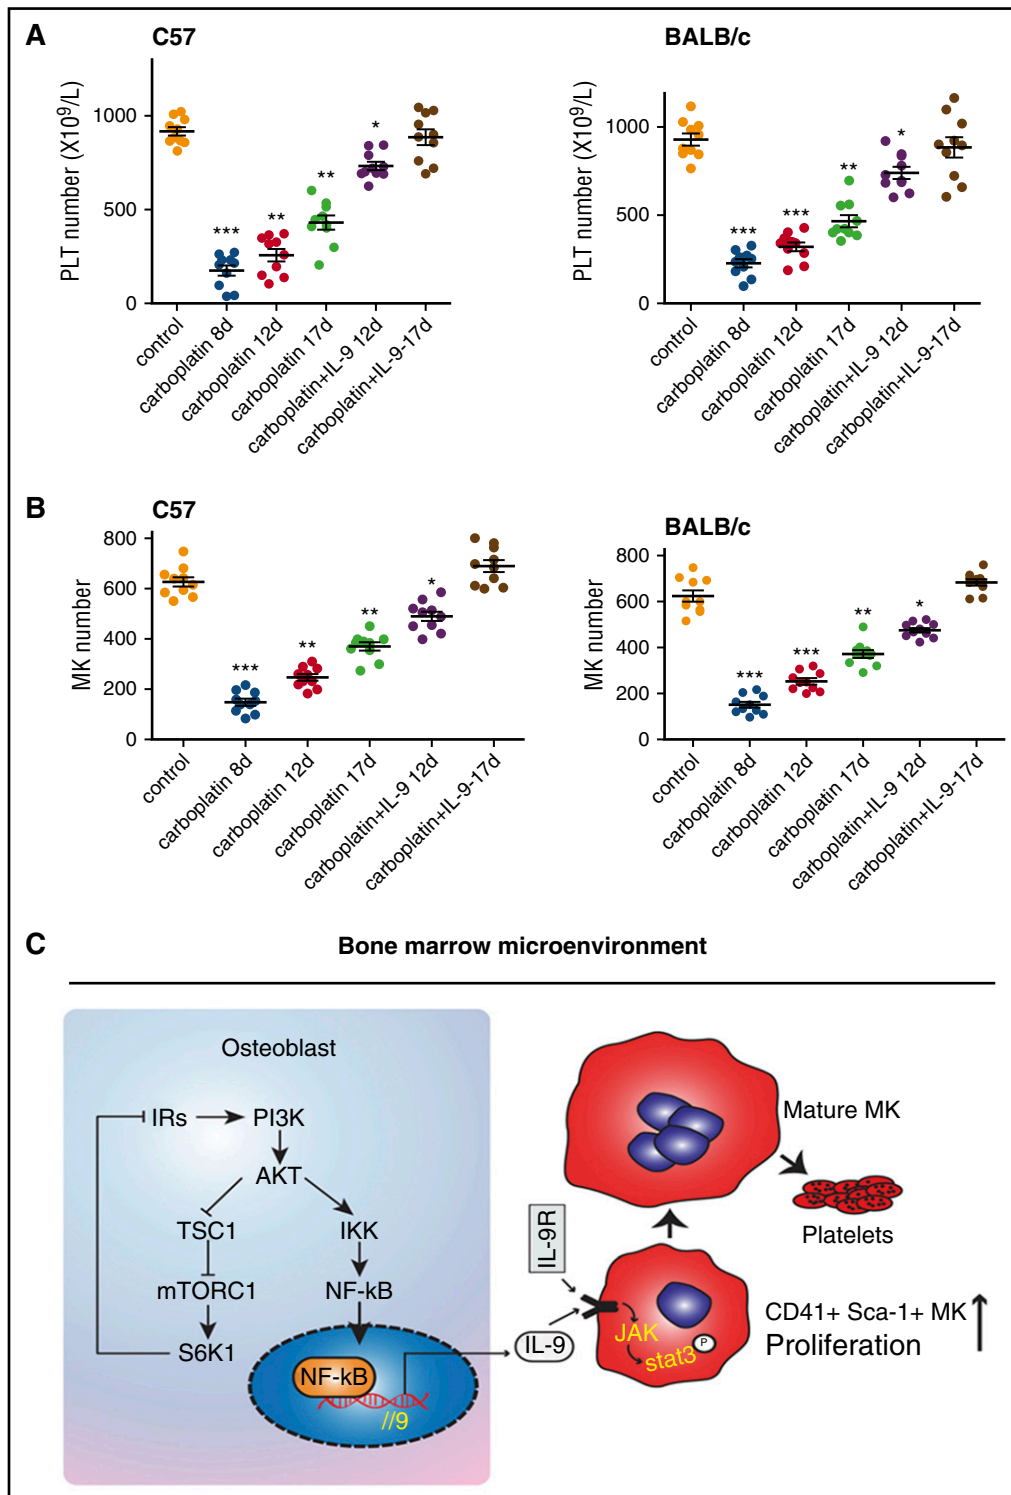 A
C57
BALB/c
PLT number (X10⁹/L)
1000
500
0
***
**
**
*
control
carboplatin 8d
carboplatin 12d
carboplatin 17d
carboplatin+IL-9 12d
carboplatin+IL-9-17d
PLT number (X10⁹/L)
1000
500
0
***
***
**
*
control
carboplatin 8d
carboplatin 12d
carboplatin 17d
carboplatin+IL-9 12d
carboplatin+IL-9-17d
B
C57
BALB/c
MK number
800
600
400
200
0
***
**
**
*
control
carboplatin 8d
carboplatin 12d
carboplatin 17d
carboplatin+IL-9 12d
carboplatin+IL-9-17d
MK number
800
600
400
200
0
***
***
**
*
control
carboplatin 8d
carboplatin 12d
carboplatin 17d
carboplatin+IL-9 12d
carboplatin+IL-9-17d
C
Bone marrow microenvironment
Osteoblast
IRs
PI3K
AKT
TSC1
IKK
mTORC1
NF-kB
S6K1
NF-kB
//9
IL-9
IL-9R
JAK
stat3
P
Mature MK
Platelets
CD41+ Sca-1+ MK
Proliferation